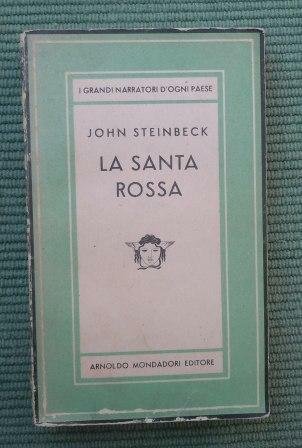 I GRANDI NARRATORI D'OGNI PAESE
JOHN STEINBECK
LA SANTA
ROSSA
ARNOLDO MONDADORI EDITORE